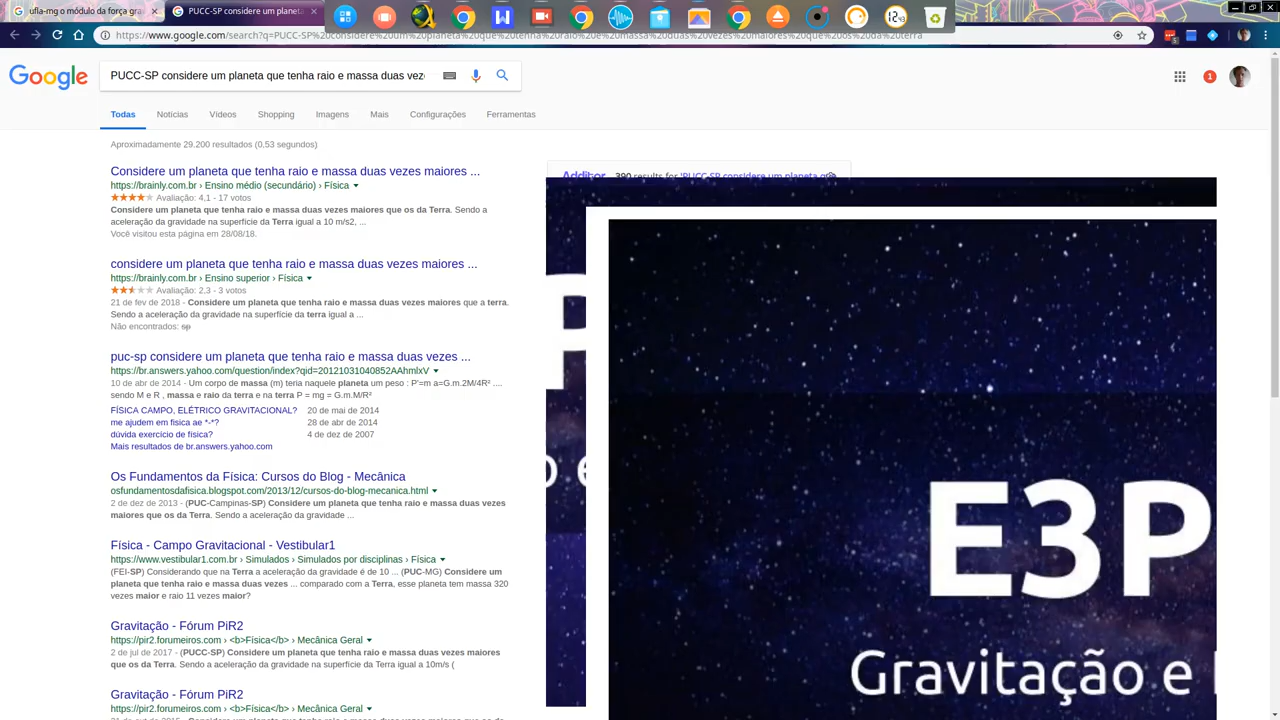 ufla-mg o módulo da força gra
PUCC-SP considere um planeta
12:43
https://www.google.com/search?q=PUCC-SP%20considere%20um%20planeta%20que%20tenha%20raio%20e%20massa%20duas%20vezes%20maiores%20que%20os%20da%20terra
Google
PUCC-SP considere um planeta que tenha raio e massa duas vez
1
Todas Notícias Vídeos Shopping Imagens Mais Configurações Ferramentas
Aproximadamente 29.200 resultados (0,53 segundos)
Considere um planeta que tenha raio e massa duas vezes maiores ...
https://brainly.com.br › Ensino médio (secundário) › Física
Avaliação: 4,1 - 17 votos
Considere um planeta que tenha raio e massa duas vezes maiores que os da Terra. Sendo a
aceleração da gravidade na superfície da Terra igual a 10 m/s2, ...
Você visitou esta página em 28/08/18.
considere um planeta que tenha raio e massa duas vezes maiores ...
https://brainly.com.br › Ensino superior › Física
Avaliação: 2,3 - 3 votos
21 de fev de 2018 - Considere um planeta que tenha raio e massa duas vezes maiores que a terra.
Sendo a aceleração da gravidade na superfície da terra igual a ...
Não encontrados: sp
puc-sp considere um planeta que tenha raio e massa duas vezes ...
https://br.answers.yahoo.com/question/index?qid=20121031040852AAhmlxV
10 de abr de 2014 - Um corpo de massa (m) teria naquele planeta um peso : P'=m a=G.m.2M/4R² ....
sendo M e R , massa e raio da terra e na terra P = mg = G.m.M/R²
FÍSICA CAMPO, ELÉTRICO GRAVITACIONAL? 20 de mai de 2014
me ajudem em fisica ae *-*? 28 de abr de 2014
dúvida exercício de física? 4 de dez de 2007
Mais resultados de br.answers.yahoo.com
Os Fundamentos da Física: Cursos do Blog - Mecânica
osfundamentosdafisica.blogspot.com/2013/12/cursos-do-blog-mecanica.html
2 de dez de 2013 - (PUC-Campinas-SP) Considere um planeta que tenha raio e massa duas vezes
maiores que os da Terra. Sendo a aceleração da gravidade ...
Física - Campo Gravitacional - Vestibular1
https://www.vestibular1.com.br › Simulados › Simulados por disciplinas › Física
(FEI-SP) Considerando que na Terra a aceleração da gravidade é de 10 ... (PUC-MG) Considere um
planeta que tenha raio e massa duas vezes ... comparado com a Terra, esse planeta tem massa 320
vezes maior e raio 11 vezes maior?
Gravitação - Fórum PiR2
https://pir2.forumeiros.com › <b>Física</b> › Mecânica Geral
2 de jul de 2017 - (PUCC-SP) Considere um planeta que tenha raio e massa duas vezes maiores
que os da Terra. Sendo a aceleração da gravidade na superfície da Terra igual a 10m/s (
Gravitação - Fórum PiR2
https://pir2.forumeiros.com › <b>Física</b> › Mecânica Geral
390 results for 'PUCC-SP considere um planeta que
E3P
Gravitação e